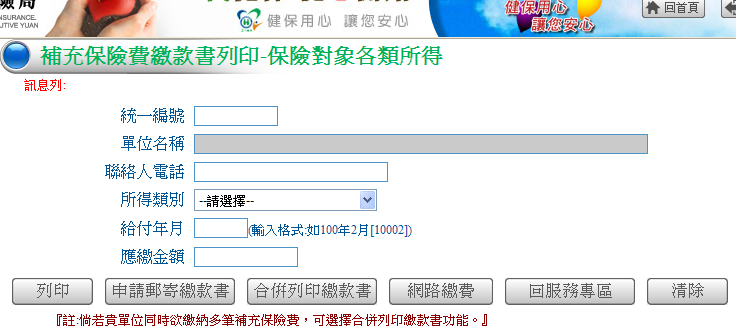 險局
INSURANCE.
UTIVE YUAN
健保用心 讓您安心
健保用心
讓您安心
回首頁
補充保險費繳款書列印-保險對象各類所得
訊息列:
統一編號
單位名稱
聯絡人電話
所得類別 --請選擇--
給付年月 (輸入格式:如100年2月[10002])
應繳金額
列印 申請郵寄繳款書 合併列印繳款書 網路繳費 回服務專區 清除
『註:倘若貴單位同時欲繳納多筆補充保險費，可選擇合併列印繳款書功能。』